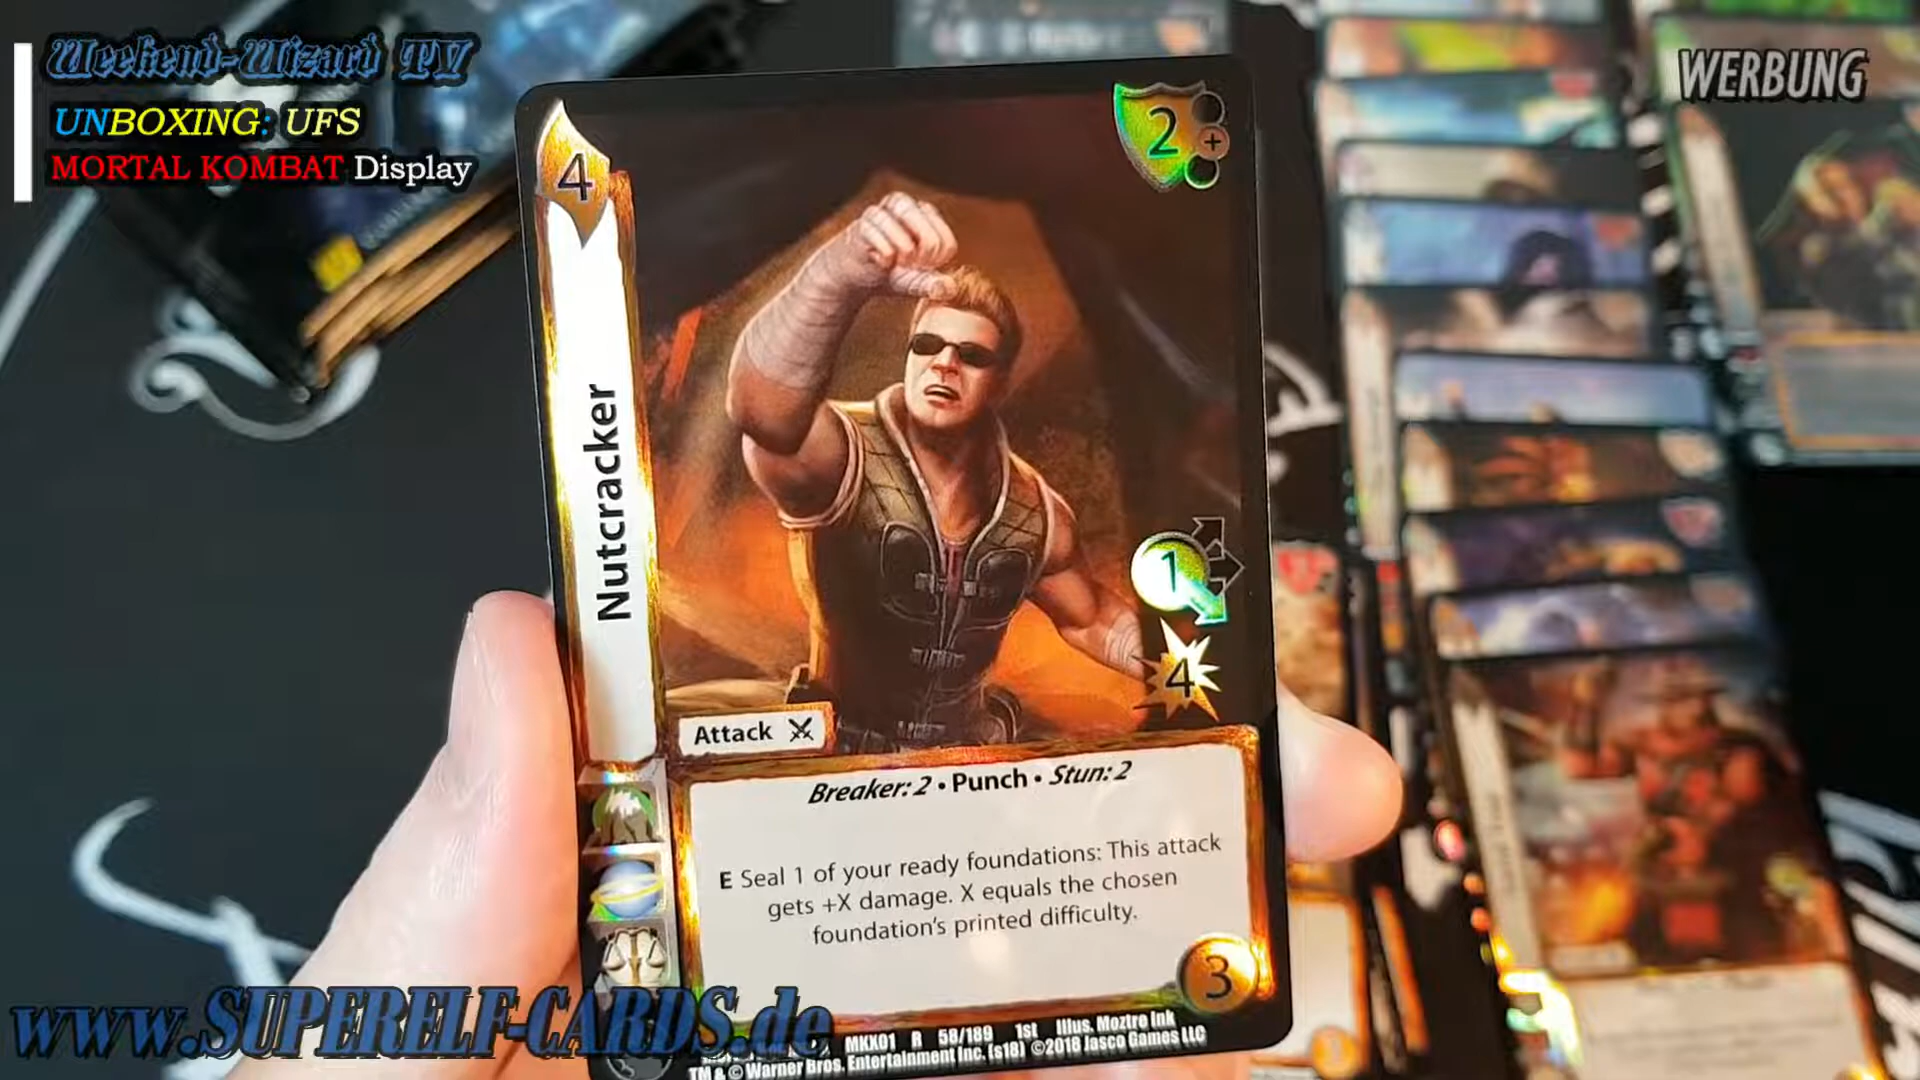 Weekend-Wizard TV
UNBOXING: UFS
MORTAL KOMBAT Display
WERBUNG
4
2
+
Nutcracker
1
4
Attack
Breaker: 2 • Punch • Stun: 2
E Seal 1 of your ready foundations: This attack
gets +X damage. X equals the chosen
foundation's printed difficulty.
3
www.SUPERELF-CARDS.de
MKX01 R 58/189 1st Illus. Moztro Ink
TM & © Warner Bros. Entertainment Inc. (s18) ©2018 Jasco Games LLC